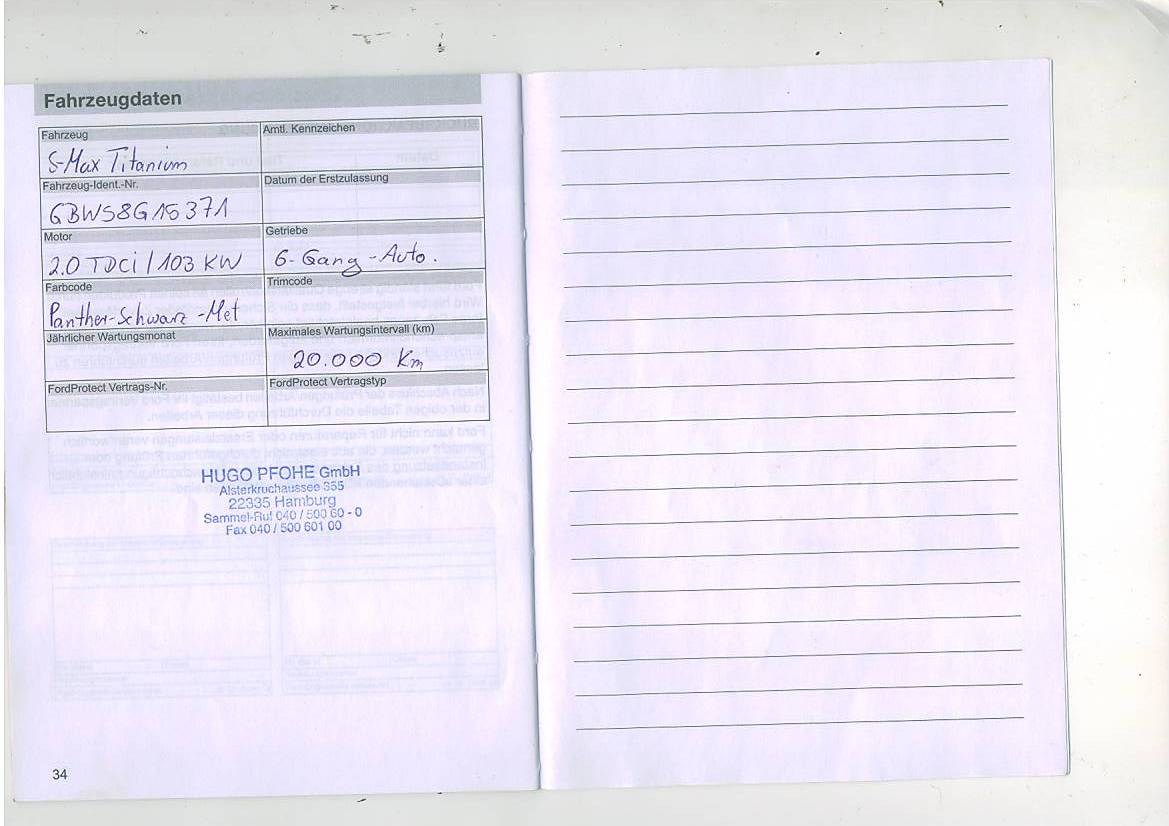 Fahrzeugdaten
Fahrzeug
Amtl. Kennzeichen
S-Max Titanium
Fahrzeug-Ident.-Nr.
Datum der Erstzulassung
GBWS8G15371
Motor
Getriebe
2.0 TDCi / 103 KW
6-Gang-Auto.
Farbcode
Trimcode
Panther-Schwarz-Met
Jährlicher Wartungsmonat
Maximales Wartungsintervall (km)
20.000 Km
FordProtect Vertrags-Nr.
FordProtect Vertragstyp
HUGO PFOHE GmbH
Alsterkruchaussee 355
22335 Hamburg
Sammel-Ruf 040 / 500 60 - 0
Fax 040 / 500 601 00
34